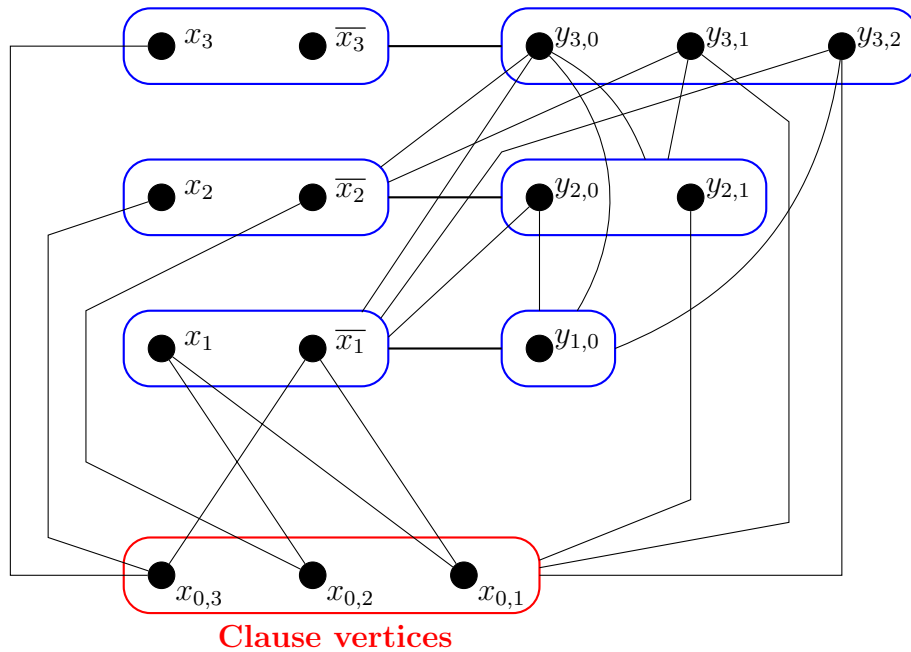 x₃ x̅₃ y₃,₀ y₃,₁ y₃,₂
x₂ x̅₂ y₂,₀ y₂,₁
x₁ x̅₁ y₁,₀
x₀,₃ x₀,₂ x₀,₁
Clause vertices